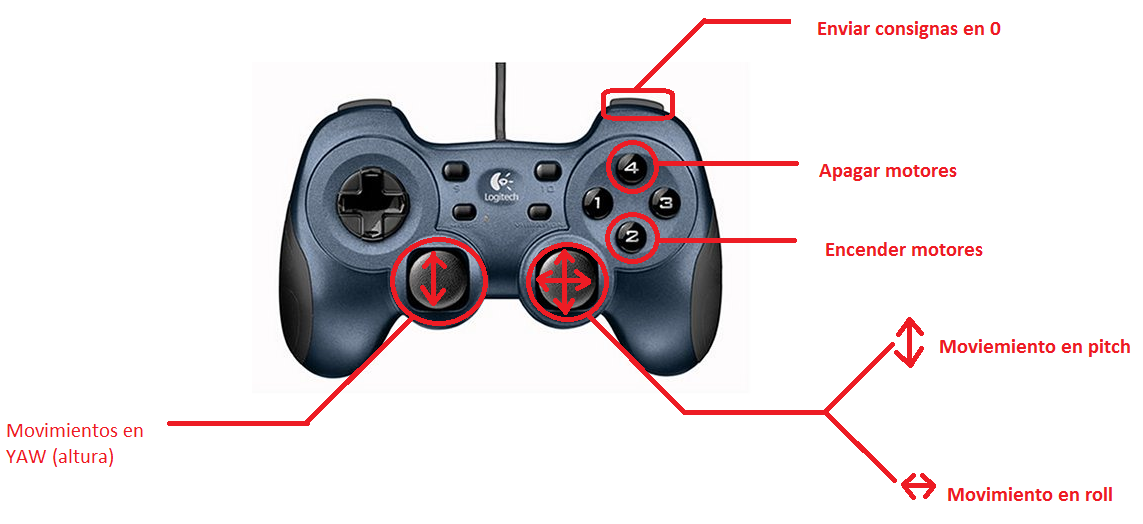 Enviar consignas en 0
4
Apagar motores
9
10
1
3
Logitech
2
Encender motores
Moviemiento en pitch
Movimientos en
YAW (altura)
Movimiento en roll